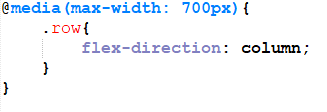 @media(max-width: 700px){
    .row{
        flex-direction: column;
    }
}